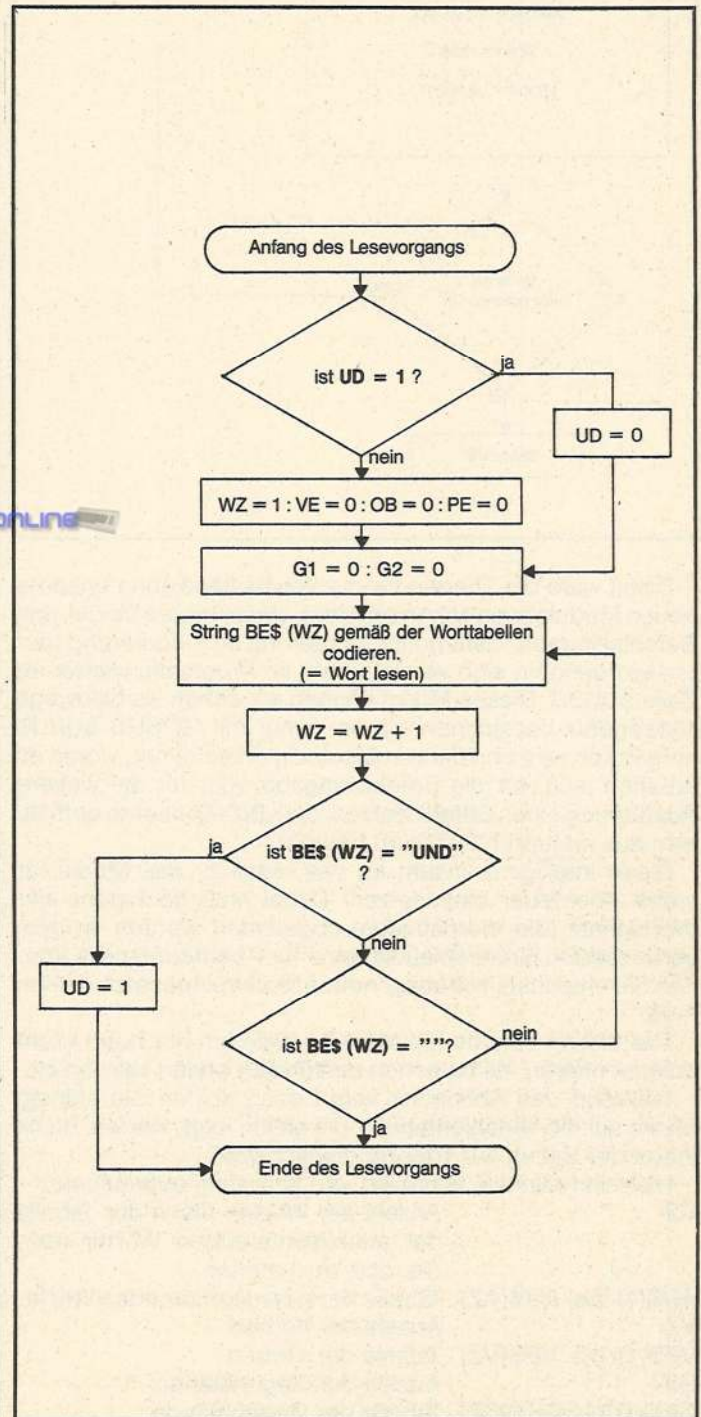 Anfang des Lesevorgangs
ist UD = 1 ?
ja
UD = 0
nein
WZ = 1 : VE = 0 : OB = 0 : PE = 0
ONLINE
G1 = 0 : G2 = 0
String BE$ (WZ) gemäß der Worttabellen
codieren.
(= Wort lesen)
WZ = WZ + 1
ja
ist BE$ (WZ) = "UND"
?
nein
UD = 1
ist BE$ (WZ) = ""?
nein
ja
Ende des Lesevorgangs